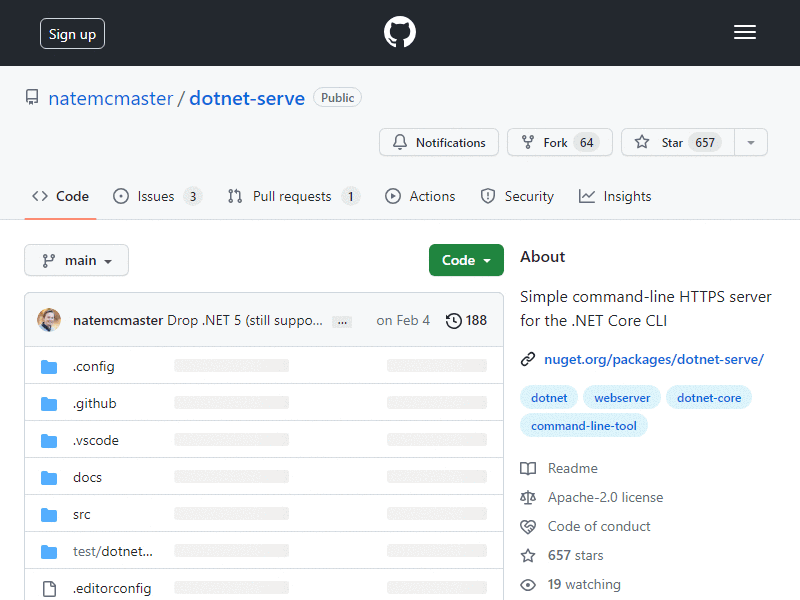 Sign up
natemcmaster / dotnet-serve Public
Notifications
Fork 64
Star 657
Code
Issues 3
Pull requests 1
Actions
Security
Insights
main
Code
natemcmaster Drop .NET 5 (still suppo... ... on Feb 4 188
.config
.github
.vscode
docs
src
test/dotnet...
.editorconfig
About
Simple command-line HTTPS server
for the .NET Core CLI
nuget.org/packages/dotnet-serve/
dotnet webserver dotnet-core
command-line-tool
Readme
Apache-2.0 license
Code of conduct
657 stars
19 watching